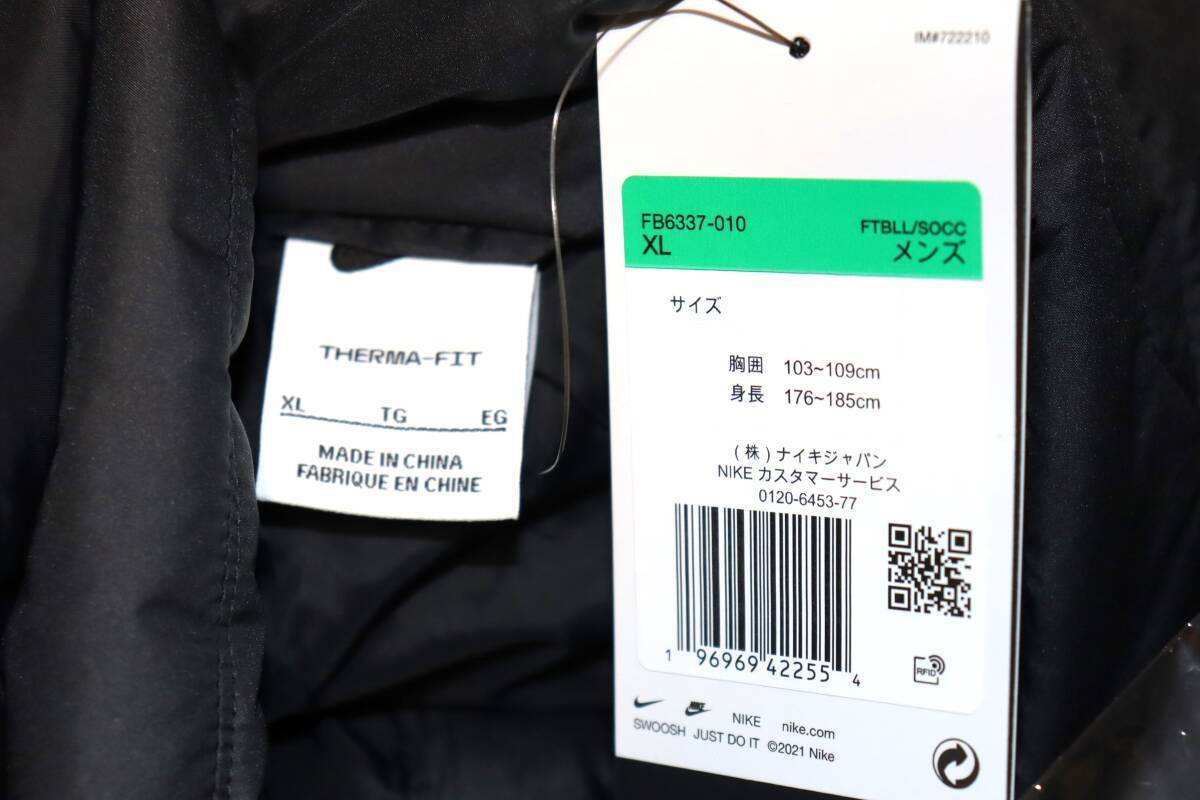 THERMA-FIT
XL TG EG
MADE IN CHINA
FABRIQUE EN CHINE
IM#722210
FB6337-010 FTBLL/SOCC
XL メンズ
サイズ
胸囲 103~109cm
身長 176~185cm
(株)ナイキジャパン
NIKE カスタマーサービス
0120-6453-77
1 96969 42255 4
RFID
NIKE nike.com
SWOOSH JUST DO IT ©2021 Nike